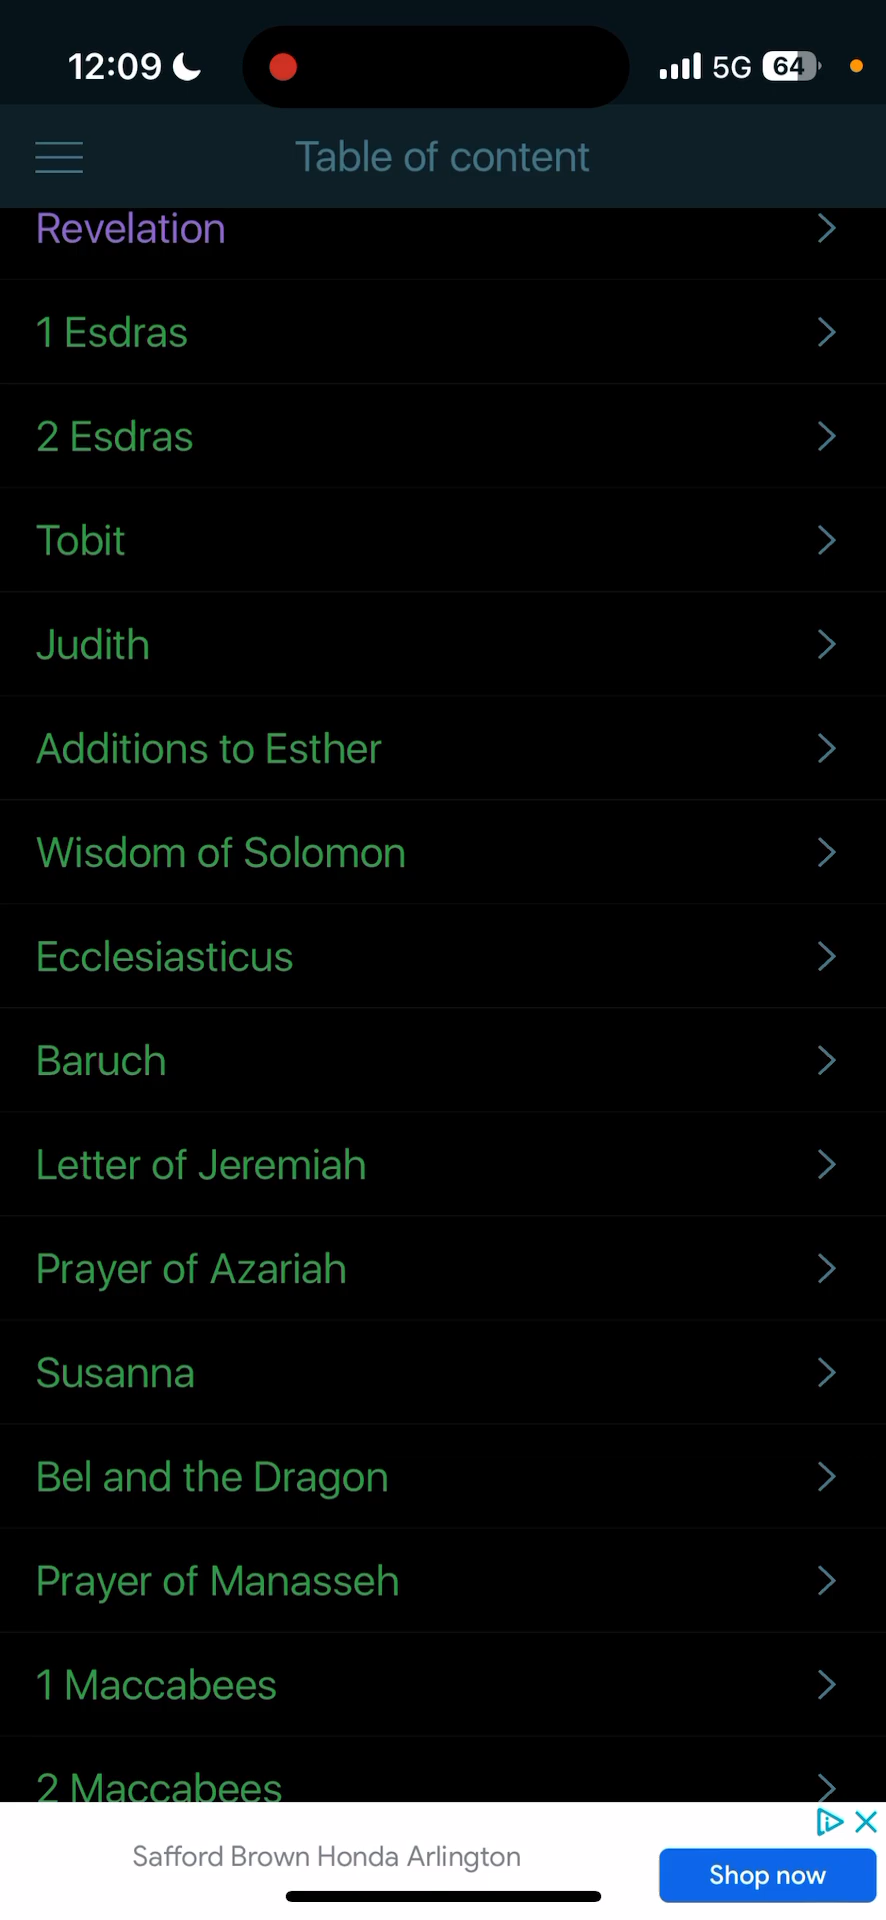 12:09
5G 64
Table of content
Revelation
1 Esdras
2 Esdras
Tobit
Judith
Additions to Esther
Wisdom of Solomon
Ecclesiasticus
Baruch
Letter of Jeremiah
Prayer of Azariah
Susanna
Bel and the Dragon
Prayer of Manasseh
1 Maccabees
2 Maccabees
Safford Brown Honda Arlington
Shop now